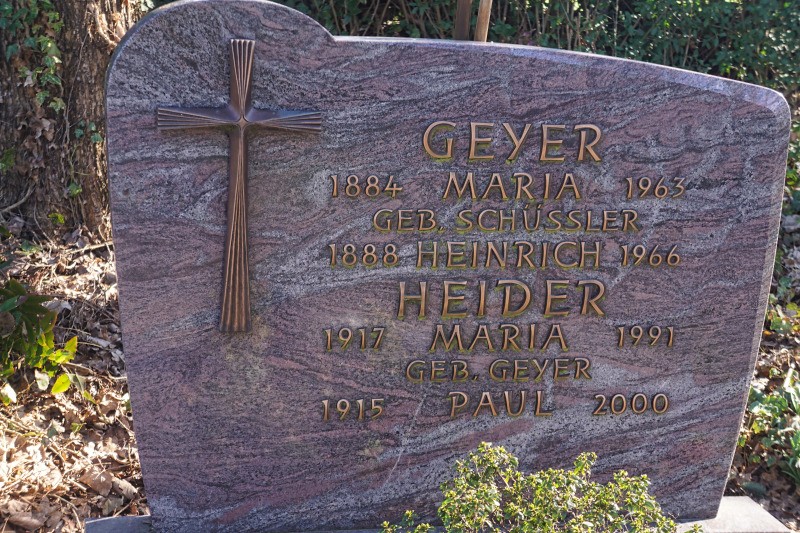 GEYER
1884 MARIA 1963
GEB. SCHÜSSLER
1888 HEINRICH 1966
HEIDER
1917 MARIA 1991
GEB. GEYER
1915 PAUL 2000